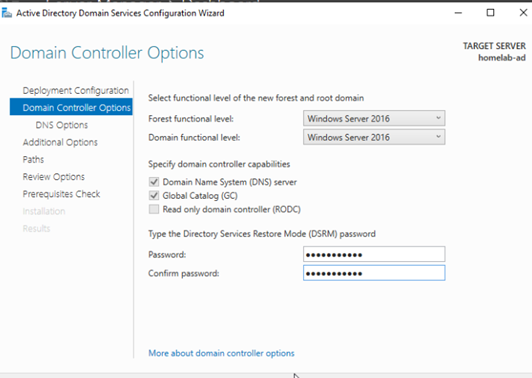 Active Directory Domain Services Configuration Wizard
Domain Controller Options
TARGET SERVER
homelab-ad
Deployment Configuration
Domain Controller Options
DNS Options
Additional Options
Paths
Review Options
Prerequisites Check
Installation
Results
Select functional level of the new forest and root domain
Forest functional level: Windows Server 2016
Domain functional level: Windows Server 2016
Specify domain controller capabilities
Domain Name System (DNS) server
Global Catalog (GC)
Read only domain controller (RODC)
Type the Directory Services Restore Mode (DSRM) password
Password: •••••••••••
Confirm password: •••••••••••
More about domain controller options